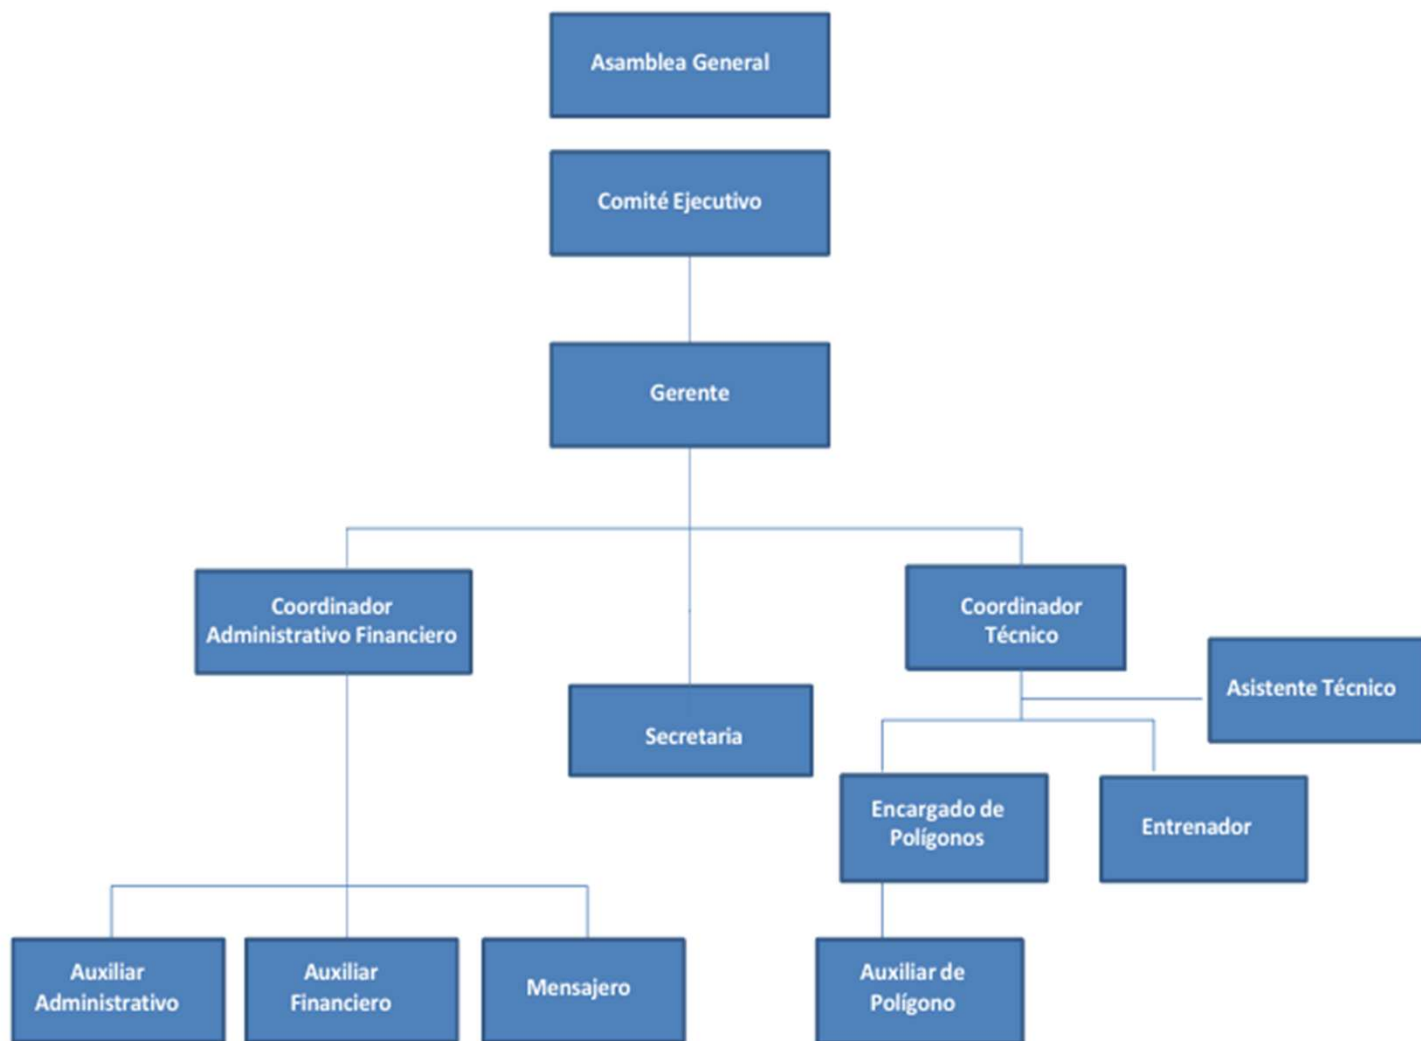 Asamblea General
Comité Ejecutivo
Gerente
Coordinador
Administrativo Financiero
Coordinador
Técnico
Asistente Técnico
Secretaria
Encargado de
Polígonos
Entrenador
Auxiliar
Administrativo
Auxiliar
Financiero
Mensajero
Auxiliar de
Polígono